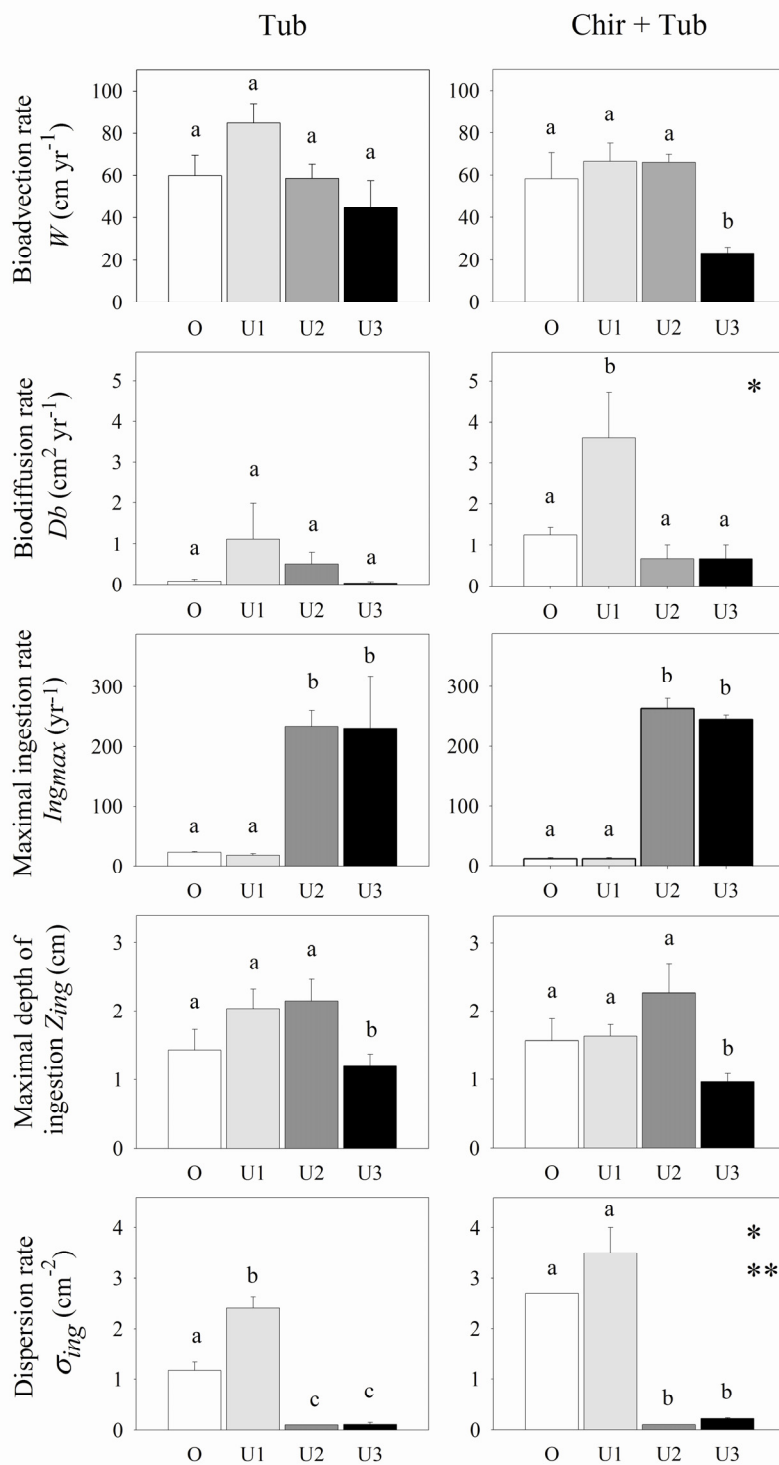 Tub
Chir + Tub
Bioadvection rate
W (cm yr-1)
100
80
60
40
20
0
a
a
a
a
O U1 U2 U3
100
80
60
40
20
0
a
a
a
b
O U1 U2 U3
Biodiffusion rate
Db (cm2 yr-1)
5
4
3
2
1
0
a
a
a
a
O U1 U2 U3
5
4
3
2
1
0
a
b
a
a
*
O U1 U2 U3
Maximal ingestion rate
Ingmax (yr-1)
300
200
100
0
a
a
b
b
O U1 U2 U3
300
200
100
0
a
a
b
b
O U1 U2 U3
Maximal depth of
ingestion Zing (cm)
3
2
1
0
a
a
a
b
O U1 U2 U3
3
2
1
0
a
a
a
b
O U1 U2 U3
Dispersion rate
σing (cm-2)
4
3
2
1
0
a
b
c
c
O U1 U2 U3
4
3
2
1
0
a
a
b
b
*
**
O U1 U2 U3